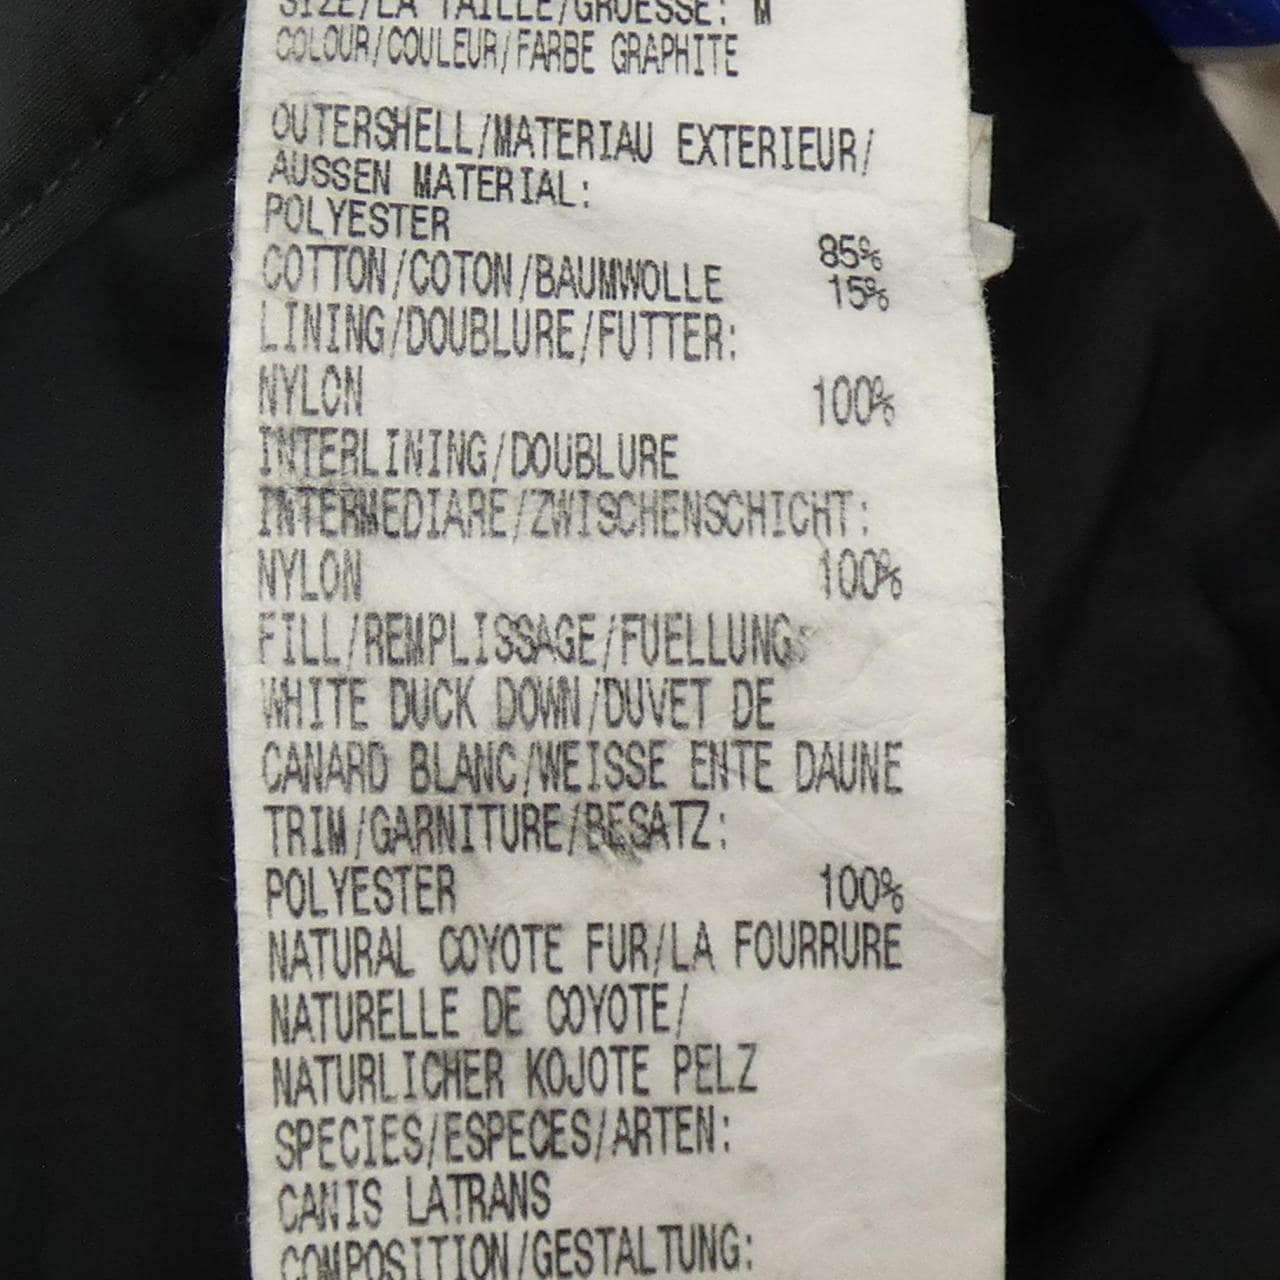 SIZE/LA TAILLE/GROESSE: M
COLOUR/COULEUR/FARBE GRAPHITE
OUTERSHELL/MATERIAU EXTERIEUR/
AUSSEN MATERIAL:
POLYESTER 85%
COTTON/COTON/BAUMWOLLE 15%
LINING/DOUBLURE/FUTTER:
NYLON 100%
INTERLINING/DOUBLURE
INTERMEDIARE/ZWISCHENSCHICHT:
NYLON 100%
FILL/REMPLISSAGE/FUELLUNG:
WHITE DUCK DOWN/DUVET DE
CANARD BLANC/WEISSE ENTE DAUNE
TRIM/GARNITURE/BESATZ:
POLYESTER 100%
NATURAL COYOTE FUR/LA FOURRURE
NATURELLE DE COYOTE/
NATURLICHER KOJOTE PELZ
SPECIES/ESPECES/ARTEN:
CANIS LATRANS
COMPOSITION/GESTALTUNG: